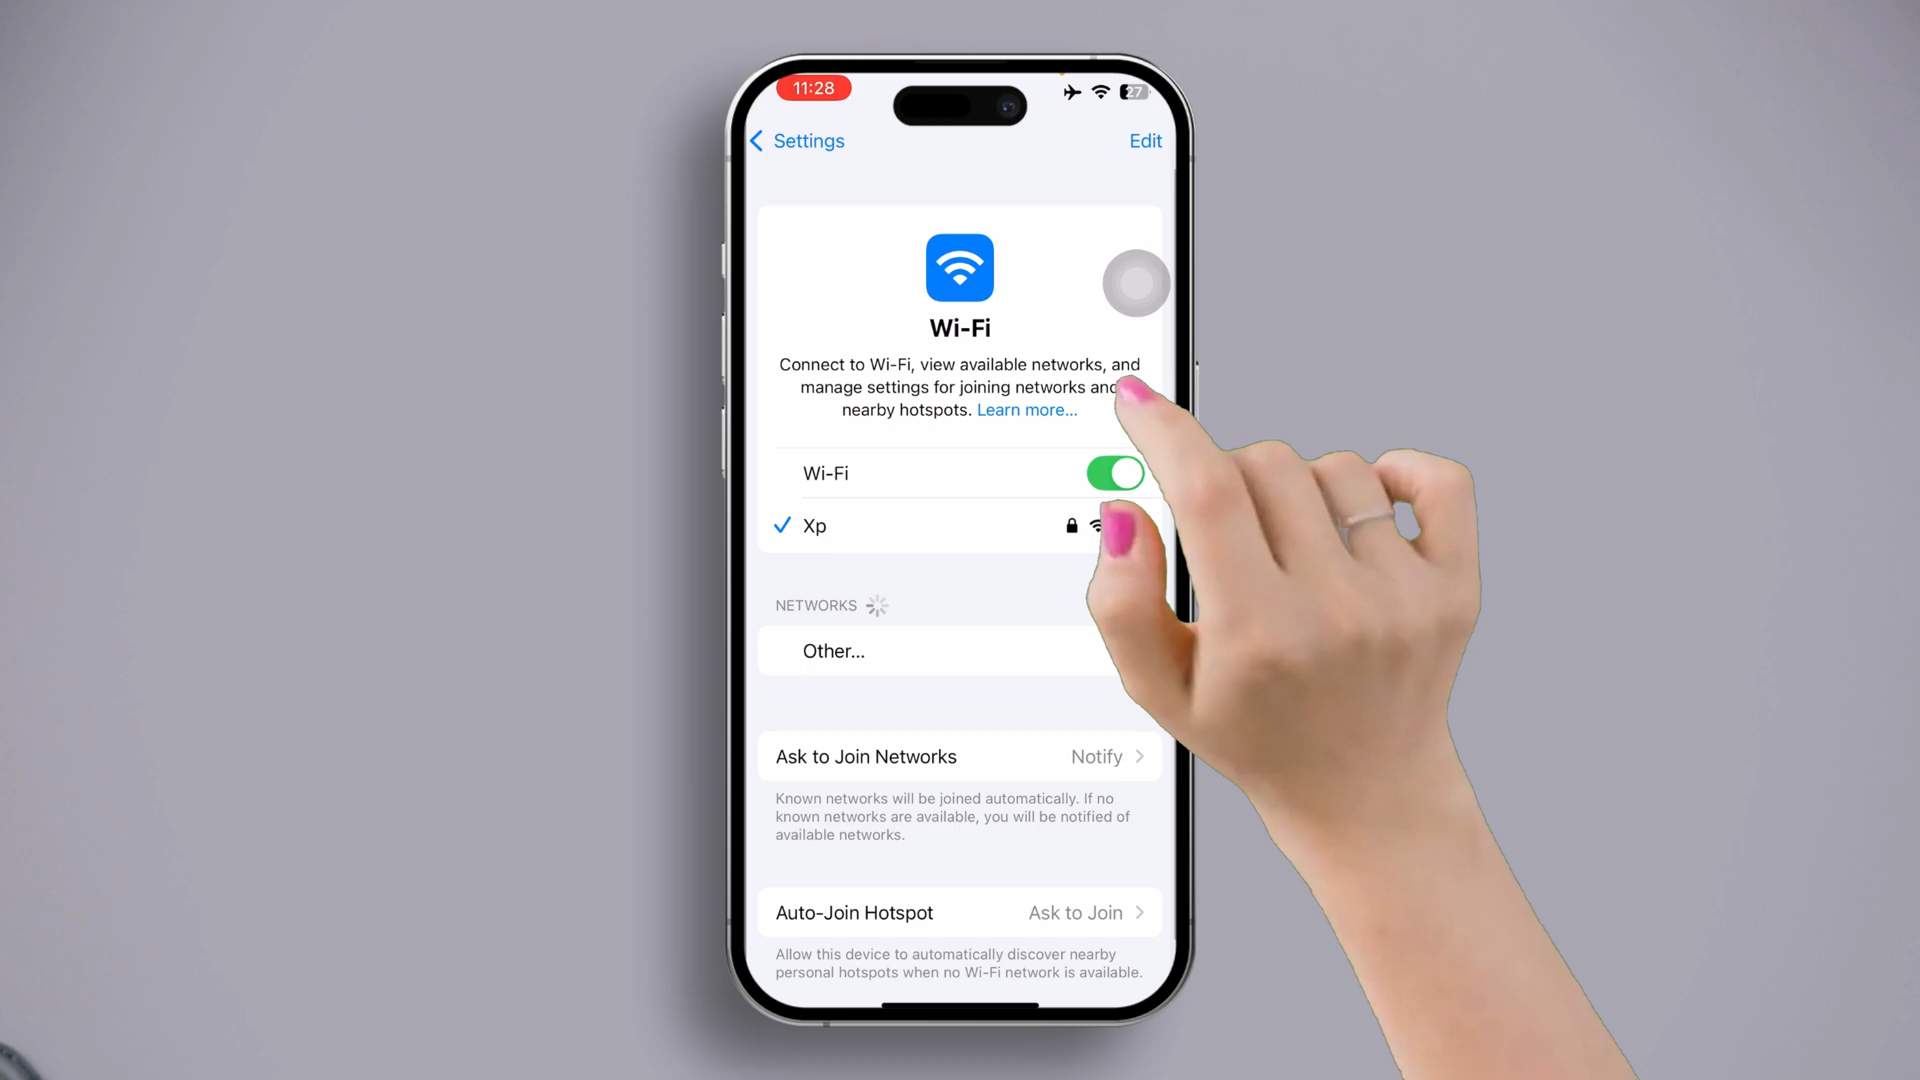 11:28
27
Settings
Edit
Wi-Fi
Connect to Wi-Fi, view available networks, and
manage settings for joining networks and
nearby hotspots. Learn more...
Wi-Fi
Xp
NETWORKS
Other...
Ask to Join Networks
Notify
Known networks will be joined automatically. If no
known networks are available, you will be notified of
available networks.
Auto-Join Hotspot
Ask to Join
Allow this device to automatically discover nearby
personal hotspots when no Wi-Fi network is available.